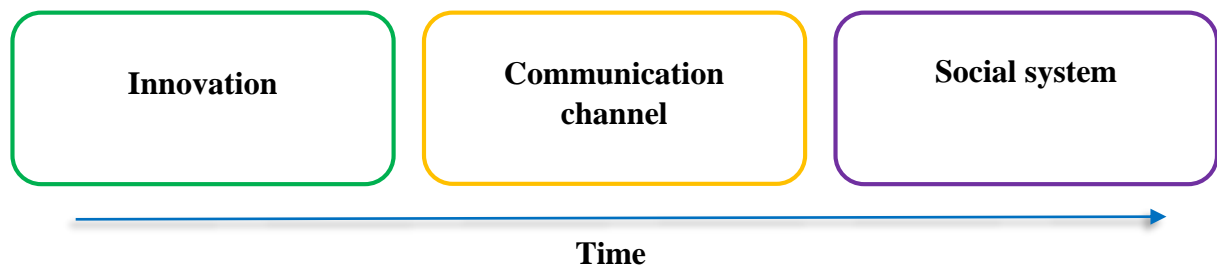 Innovation
Communication
channel
Social system
Time